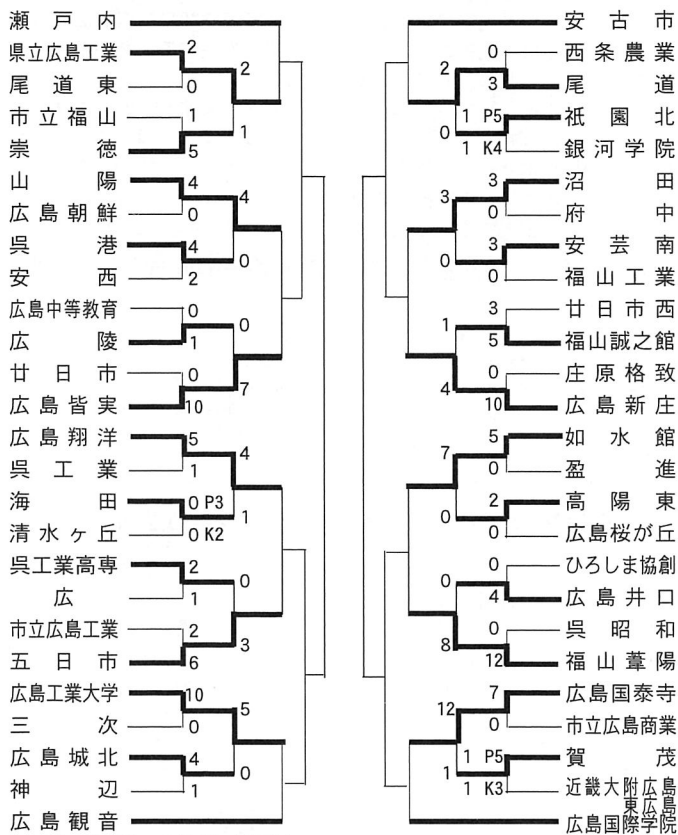 瀬戸内
県立広島工業 2
2
尾道東 0
市立福山 1
1
崇徳 5
山陽 4
4
広島朝鮮 0
呉港 4
0
安西 2
広島中等教育 0
0
広陵 1
廿日市 0
7
広島皆実 10
広島翔洋 5
4
呉工業 1
海田 0 P3
1
清水ヶ丘 0 K2
呉工業高専 2
0
広 1
市立広島工業 2
3
五日市 6
広島工業大学 10
5
三次 0
広島城北 4
0
神辺 1
広島観音
安古市
0 西条農業
2
3 尾道
1 P5 祇園北
0
1 K4 銀河学院
3 沼田
3
0 府中
3 安芸南
0
0 福山工業
3 廿日市西
1
5 福山誠之館
0 庄原格致
4
10 広島新庄
5 如水館
7
0 盈進
2 高陽東
0
0 広島桜が丘
0 ひろしま協創
0
4 広島井口
0 呉昭和
8
12 福山葦陽
7 広島国泰寺
12
0 市立広島商業
1 P5 賀茂
1
1 K3 近畿大附広島
東広島
広島国際学院